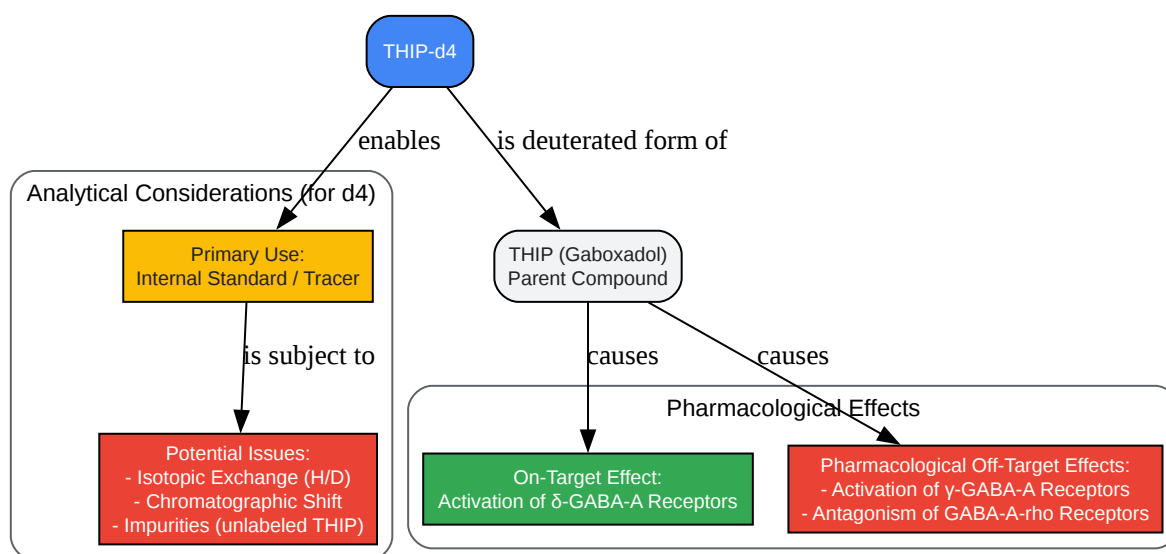 THIP-d4
enables
is deuterated form of
Analytical Considerations (for d4)
Primary Use:
Internal Standard / Tracer
THIP (Gaboxadol)
Parent Compound
is subject to
causes
causes
Pharmacological Effects
Potential Issues:
- Isotopic Exchange (H/D)
- Chromatographic Shift
- Impurities (unlabeled THIP)
On-Target Effect:
Activation of δ-GABA-A Receptors
Pharmacological Off-Target Effects:
- Activation of γ-GABA-A Receptors
- Antagonism of GABA-A-rho Receptors